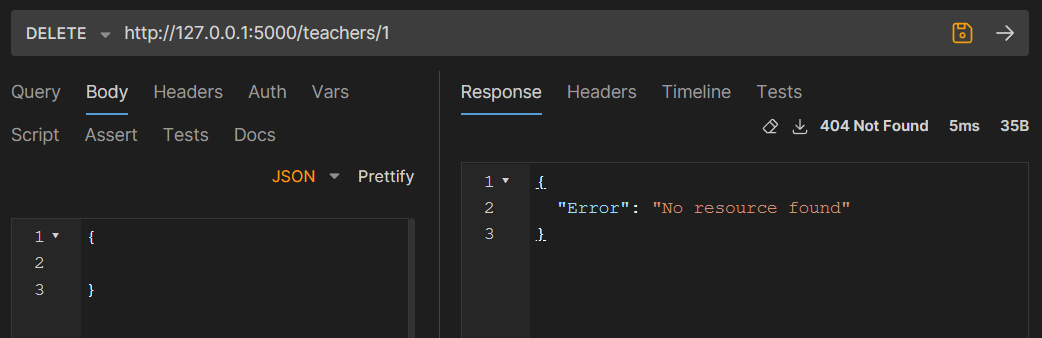 DELETE http://127.0.0.1:5000/teachers/1
Query Body Headers Auth Vars
Script Assert Tests Docs
JSON Prettify
1 {
2
3 }
Response Headers Timeline Tests
404 Not Found 5ms 35B
1 {
2 "Error": "No resource found"
3 }